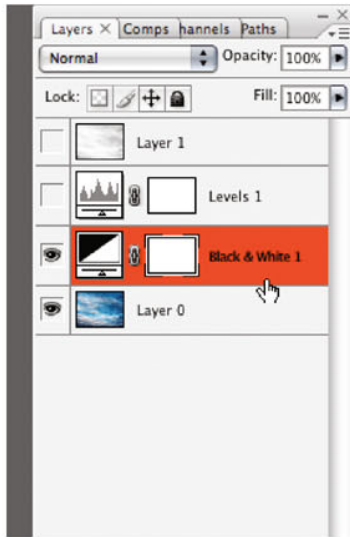 Layers × Comps hannels Paths
Normal Opacity: 100%
Lock: Fill: 100%
Layer 1
Levels 1
Black & White 1
Layer 0